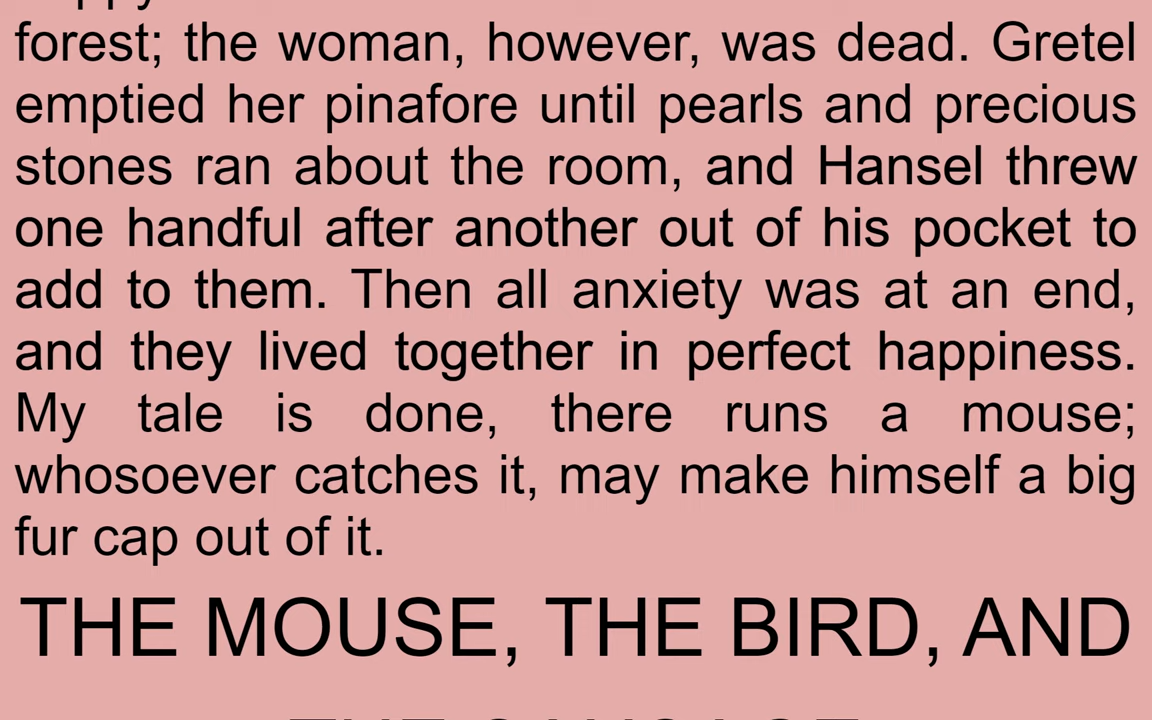 forest; the woman, however, was dead. Gretel
emptied her pinafore until pearls and precious
stones ran about the room, and Hansel threw
one handful after another out of his pocket to
add to them. Then all anxiety was at an end,
and they lived together in perfect happiness.
My tale is done, there runs a mouse;
whosoever catches it, may make himself a big
fur cap out of it.
THE MOUSE, THE BIRD, AND